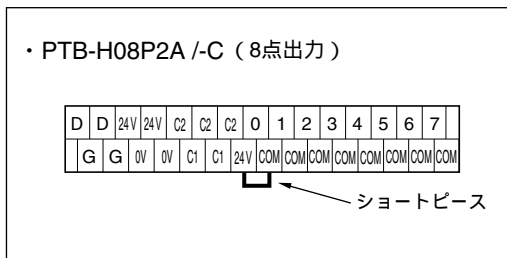 ・PTB-H08P2A /-C（8点出力）
D D 24V 24V C2 C2 C2 0 1 2 3 4 5 6 7
G G 0V 0V C1 C1 24V COM COM COM COM COM COM COM COM
ショートピース